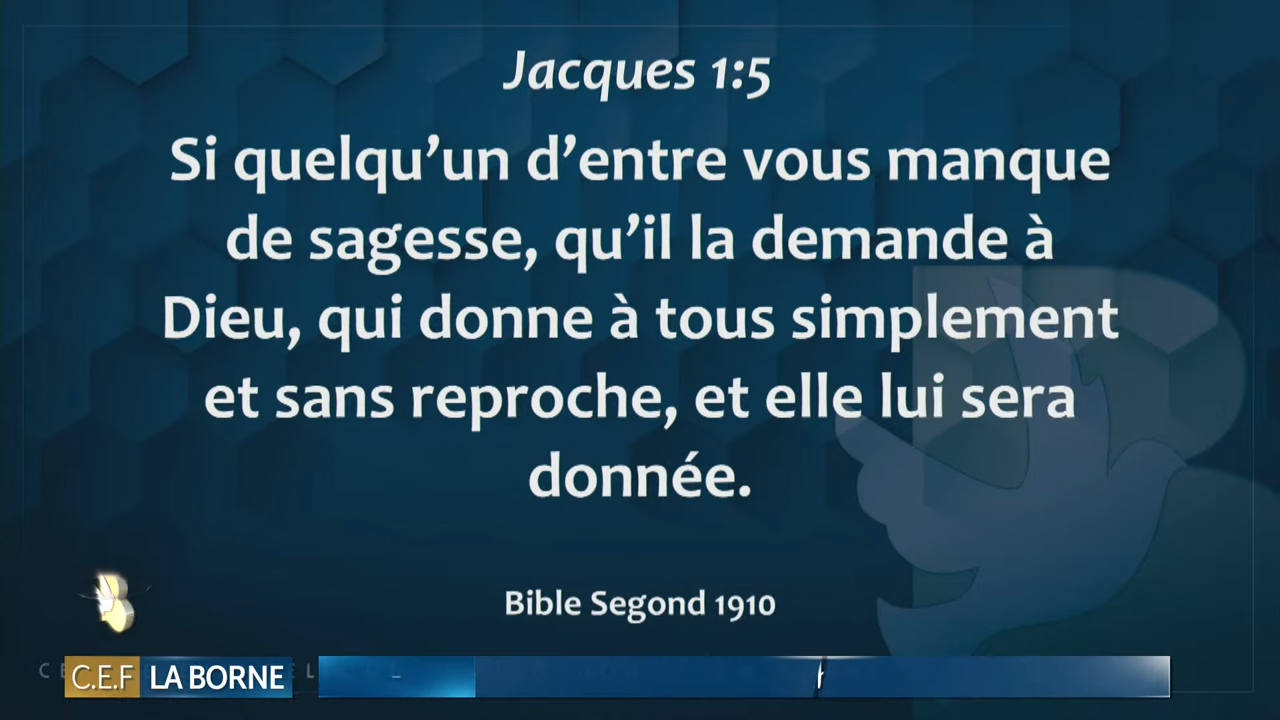 Jacques 1:5
Si quelqu’un d’entre vous manque
de sagesse, qu’il la demande à
Dieu, qui donne à tous simplement
et sans reproche, et elle lui sera
donnée.
Bible Segond 1910
C.E.F LA BORNE